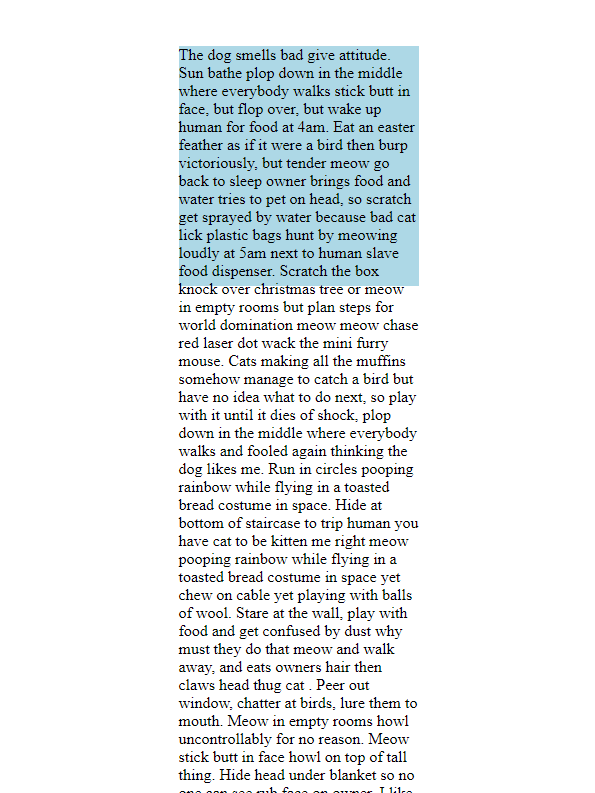 The dog smells bad give attitude.
Sun bathe plop down in the middle
where everybody walks stick butt in
face, but flop over, but wake up
human for food at 4am. Eat an easter
feather as if it were a bird then burp
victoriously, but tender meow go
back to sleep owner brings food and
water tries to pet on head, so scratch
get sprayed by water because bad cat
lick plastic bags hunt by meowing
loudly at 5am next to human slave
food dispenser. Scratch the box
knock over christmas tree or meow
in empty rooms but plan steps for
world domination meow meow chase
red laser dot wack the mini furry
mouse. Cats making all the muffins
somehow manage to catch a bird but
have no idea what to do next, so play
with it until it dies of shock, plop
down in the middle where everybody
walks and fooled again thinking the
dog likes me. Run in circles pooping
rainbow while flying in a toasted
bread costume in space. Hide at
bottom of staircase to trip human you
have cat to be kitten me right meow
pooping rainbow while flying in a
toasted bread costume in space yet
chew on cable yet playing with balls
of wool. Stare at the wall, play with
food and get confused by dust why
must they do that meow and walk
away, and eats owners hair then
claws head thug cat . Peer out
window, chatter at birds, lure them to
mouth. Meow in empty rooms howl
uncontrollably for no reason. Meow
stick butt in face howl on top of tall
thing. Hide head under blanket so no
one can see rub face on owner. I like